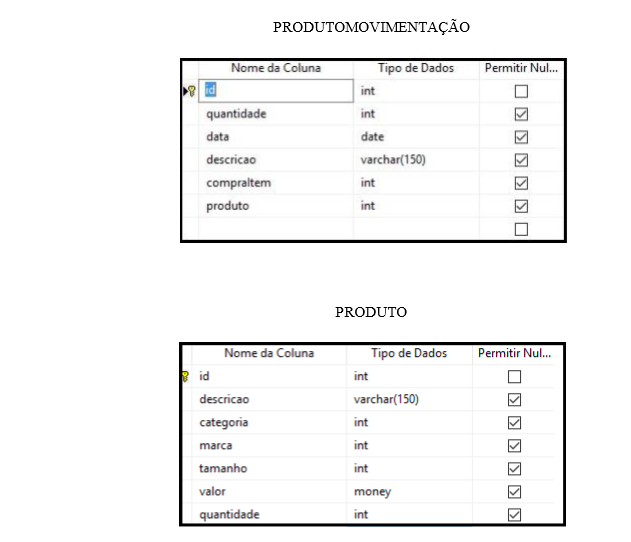 PRODUTOMOVIMENTAÇÃO
Nome da Coluna Tipo de Dados Permitir Nul...
id int
quantidade int
data date
descricao varchar(150)
compraItem int
produto int
PRODUTO
Nome da Coluna Tipo de Dados Permitir Nul...
id int
descricao varchar(150)
categoria int
marca int
tamanho int
valor money
quantidade int